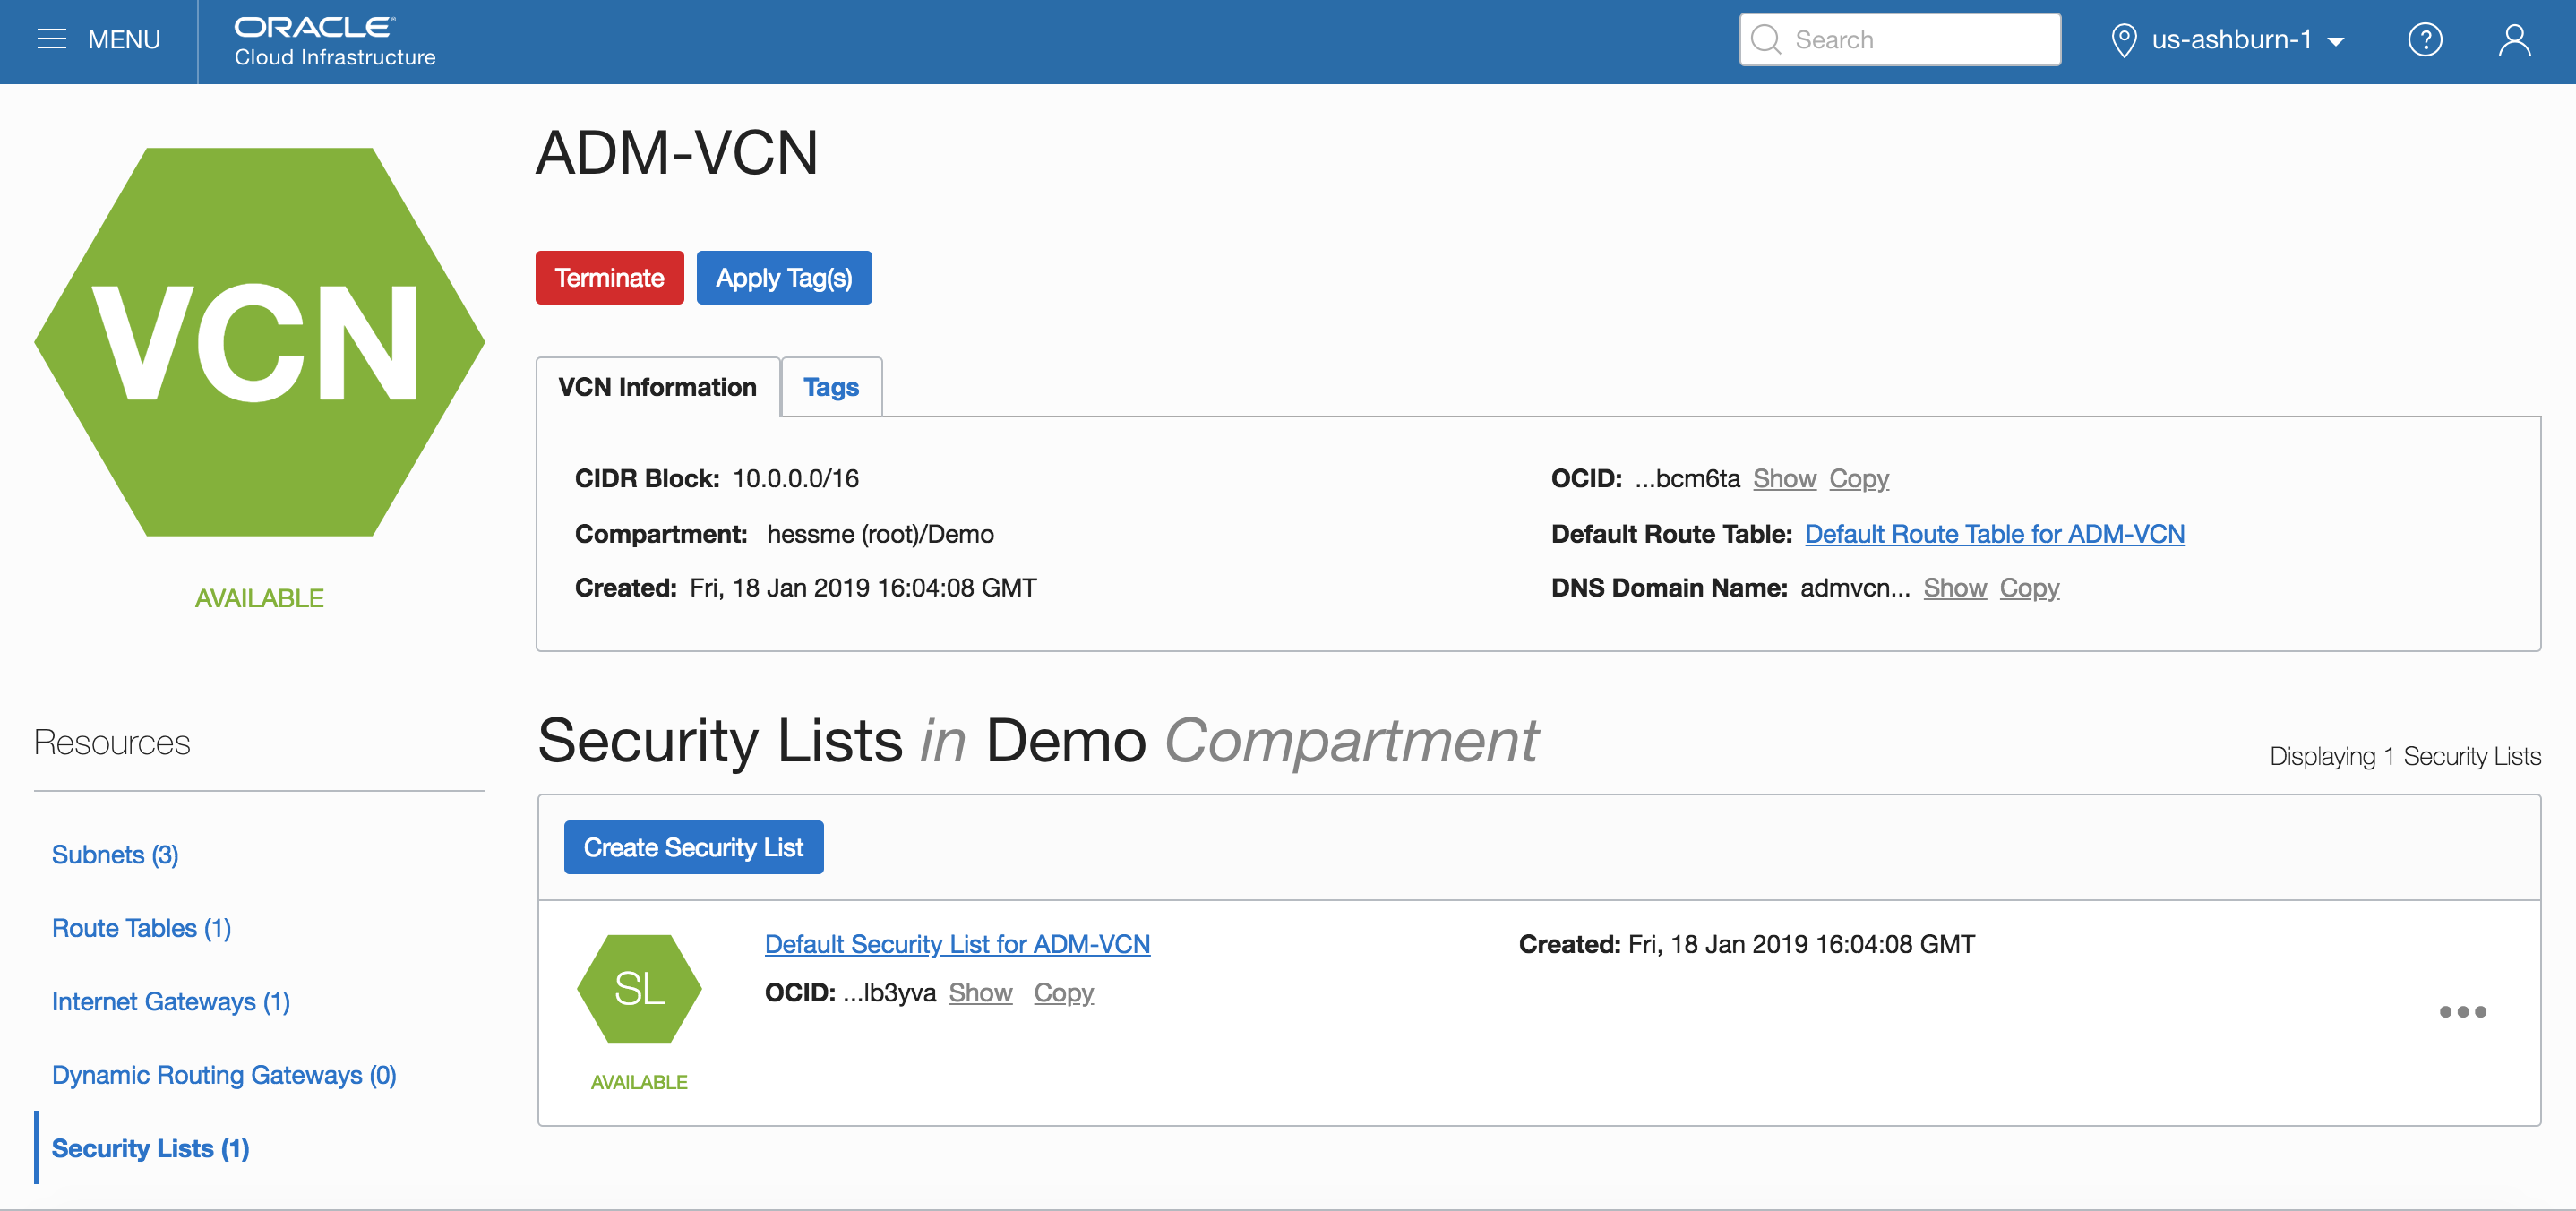 MENU
ORACLE
Cloud Infrastructure
Search
us-ashburn-1
?
VCN
AVAILABLE
ADM-VCN
Terminate
Apply Tag(s)
VCN Information
Tags
CIDR Block: 10.0.0.0/16
Compartment: hessme (root)/Demo
Created: Fri, 18 Jan 2019 16:04:08 GMT
OCID: ...bcm6ta Show Copy
Default Route Table: Default Route Table for ADM-VCN
DNS Domain Name: admvcn... Show Copy
Resources
Subnets (3)
Route Tables (1)
Internet Gateways (1)
Dynamic Routing Gateways (0)
Security Lists (1)
Security Lists in Demo Compartment
Displaying 1 Security Lists
Create Security List
SL
AVAILABLE
Default Security List for ADM-VCN
OCID: ...lb3yva Show Copy
Created: Fri, 18 Jan 2019 16:04:08 GMT